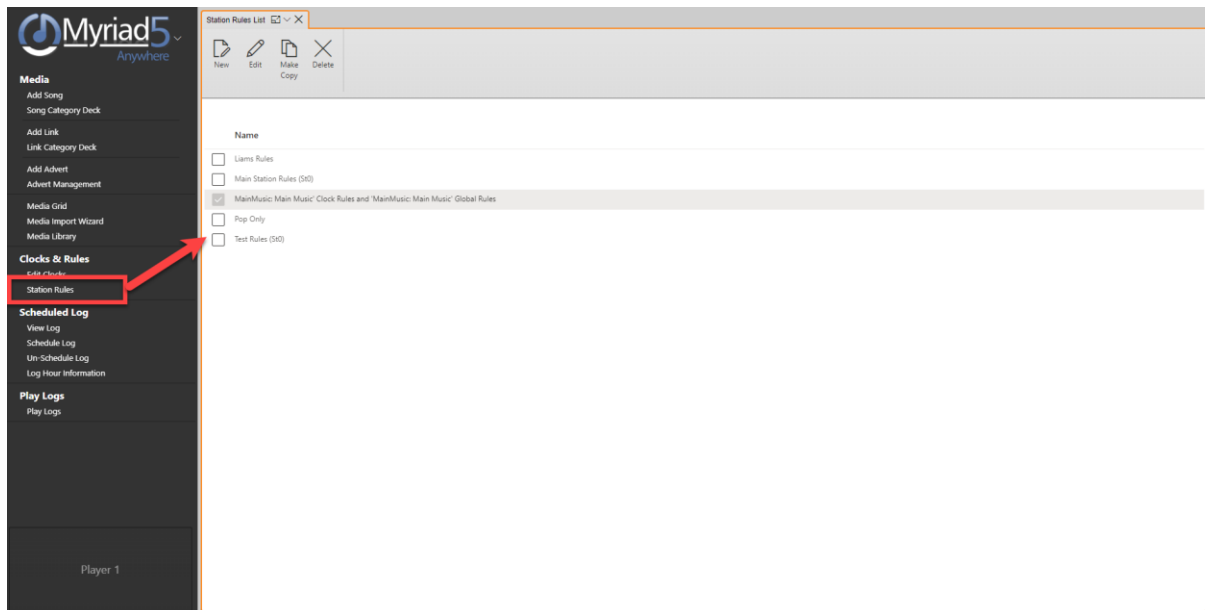 Myriad5
Anywhere
Media
Add Song
Song Category Deck
Add Link
Link Category Deck
Add Advert
Advert Management
Media Grid
Media Import Wizard
Media Library
Clocks & Rules
Edit Clocks
Station Rules
Scheduled Log
View Log
Schedule Log
Un-Schedule Log
Log Hour Information
Play Logs
Play Logs
Player 1
Station Rules List
New
Edit
Make
Copy
Delete
Name
Liams Rules
Main Station Rules (St0)
MainMusic: Main Music' Clock Rules and 'MainMusic: Main Music' Global Rules
Pop Only
Test Rules (St0)